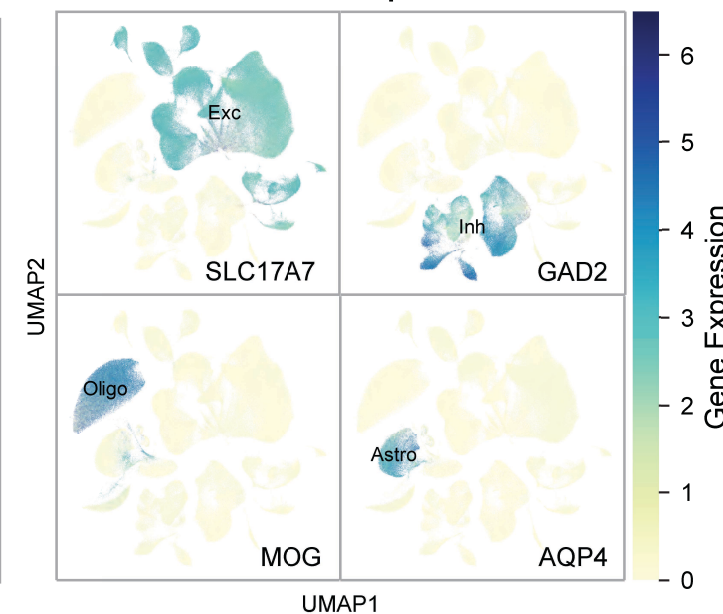 Exc
SLC17A7
Inh
GAD2
Oligo
MOG
Astro
AQP4
UMAP2
UMAP1
6
5
4
3
2
1
0
Gene Expression